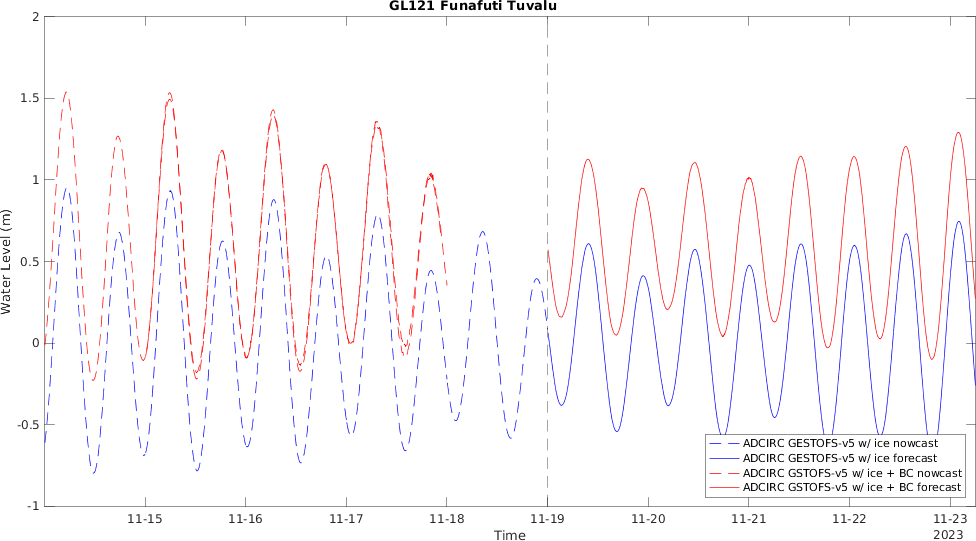 GL121 Funafuti Tuvalu
2
1.5
1
0.5
0
-0.5
-1
Water Level (m)
ADCIRC GESTOFS-v5 w/ ice nowcast
ADCIRC GESTOFS-v5 w/ ice forecast
ADCIRC GSTOFS-v5 w/ ice + BC nowcast
ADCIRC GSTOFS-v5 w/ ice + BC forecast
11-15 11-16 11-17 11-18 11-19 11-20 11-21 11-22 11-23
Time
2023